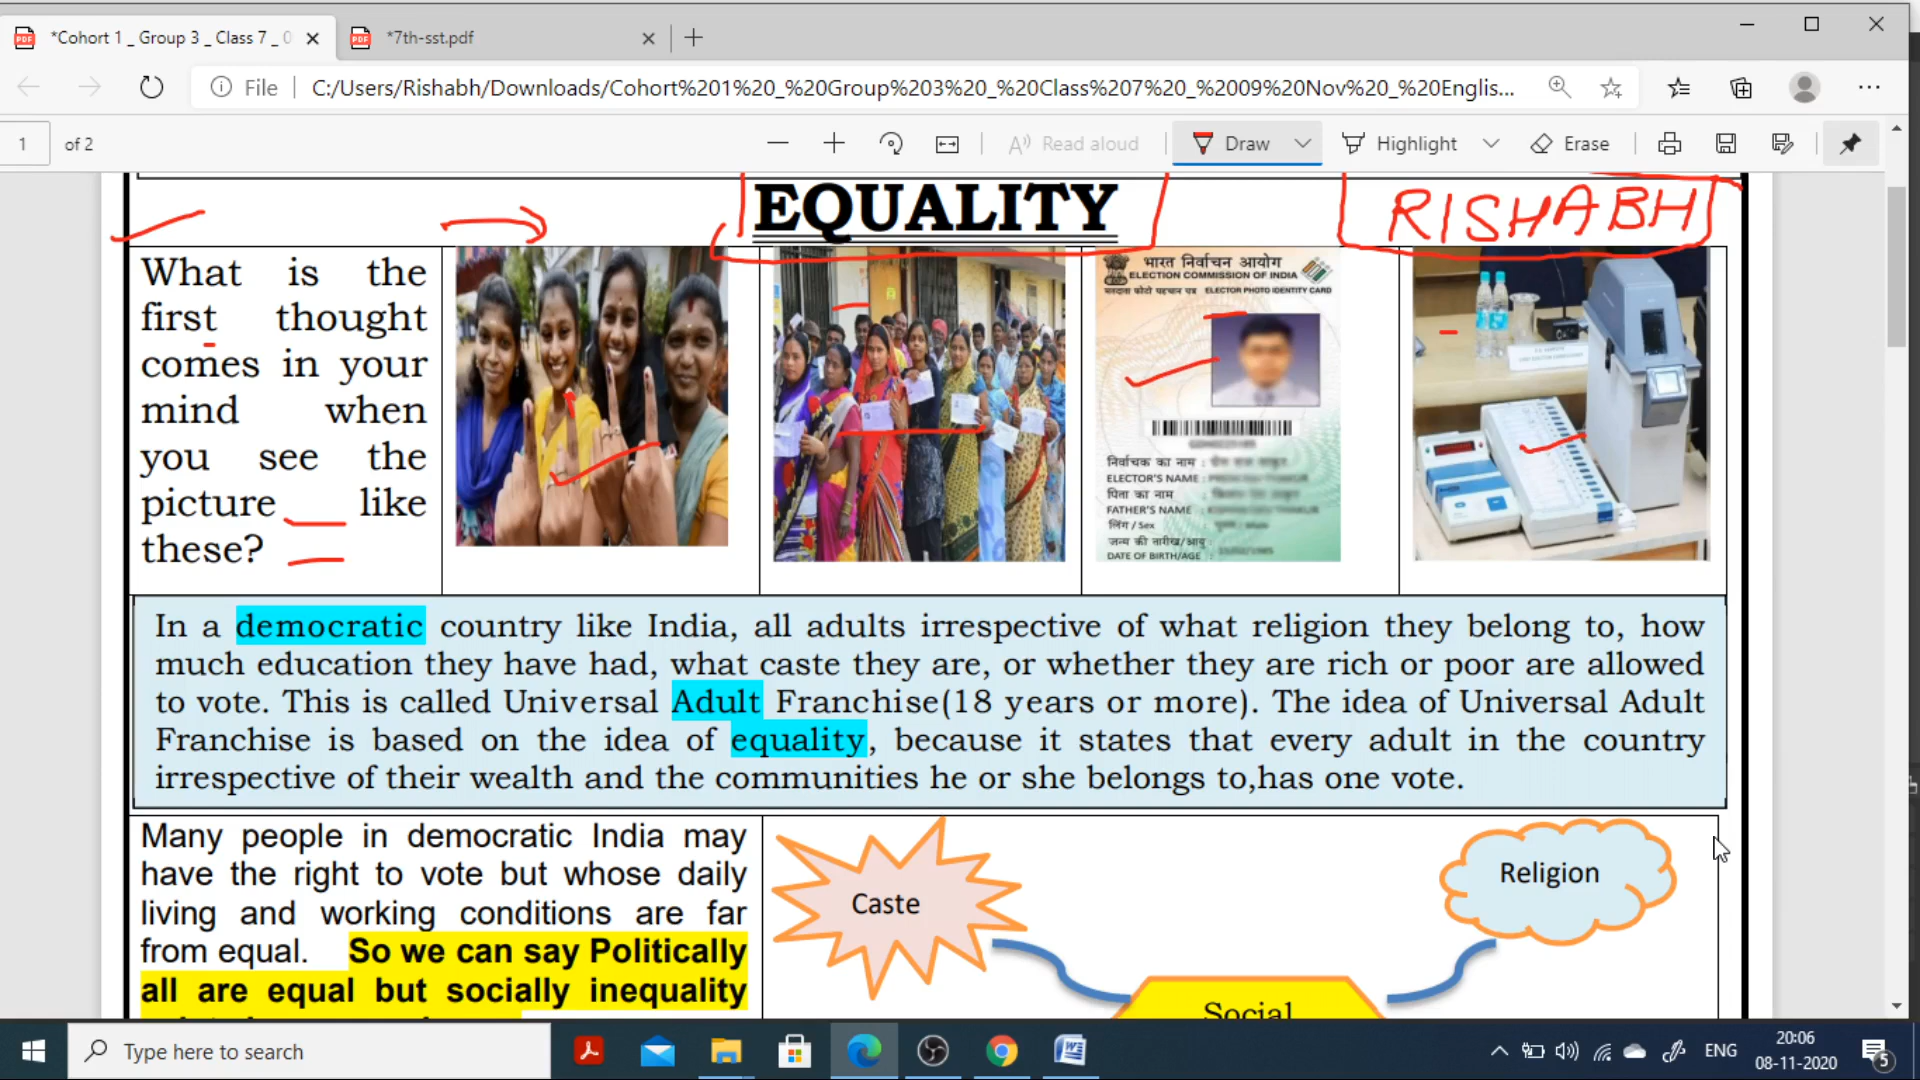 *Cohort 1 _ Group 3 _ Class 7 _ 0
*7th-sst.pdf
File
C:/Users/Rishabh/Downloads/Cohort%201%20_%20Group%203%20_%20Class%207%20_%2009%20Nov%20_%20Englis...
1 of 2
Read aloud
Draw
Highlight
Erase
EQUALITY
RISHABH
What is the
first thought
comes in your
mind when
you see the
picture like
these?
भारत निर्वाचन आयोग
ELECTION COMMISSION OF INDIA
मतदाता फोटो पहचान पत्र ELECTOR PHOTO IDENTITY CARD
निर्वाचक का नाम :
ELECTOR'S NAME :
पिता का नाम :
FATHER'S NAME :
लिंग / Sex
जन्म की तारीख/आयु
DATE OF BIRTH/AGE :
In a democratic country like India, all adults irrespective of what religion they belong to, how
much education they have had, what caste they are, or whether they are rich or poor are allowed
to vote. This is called Universal Adult Franchise(18 years or more). The idea of Universal Adult
Franchise is based on the idea of equality, because it states that every adult in the country
irrespective of their wealth and the communities he or she belongs to,has one vote.
Many people in democratic India may
have the right to vote but whose daily
living and working conditions are far
from equal. So we can say Politically
all are equal but socially inequality
Caste
Religion
Social
Type here to search
ENG
20:06
08-11-2020
5